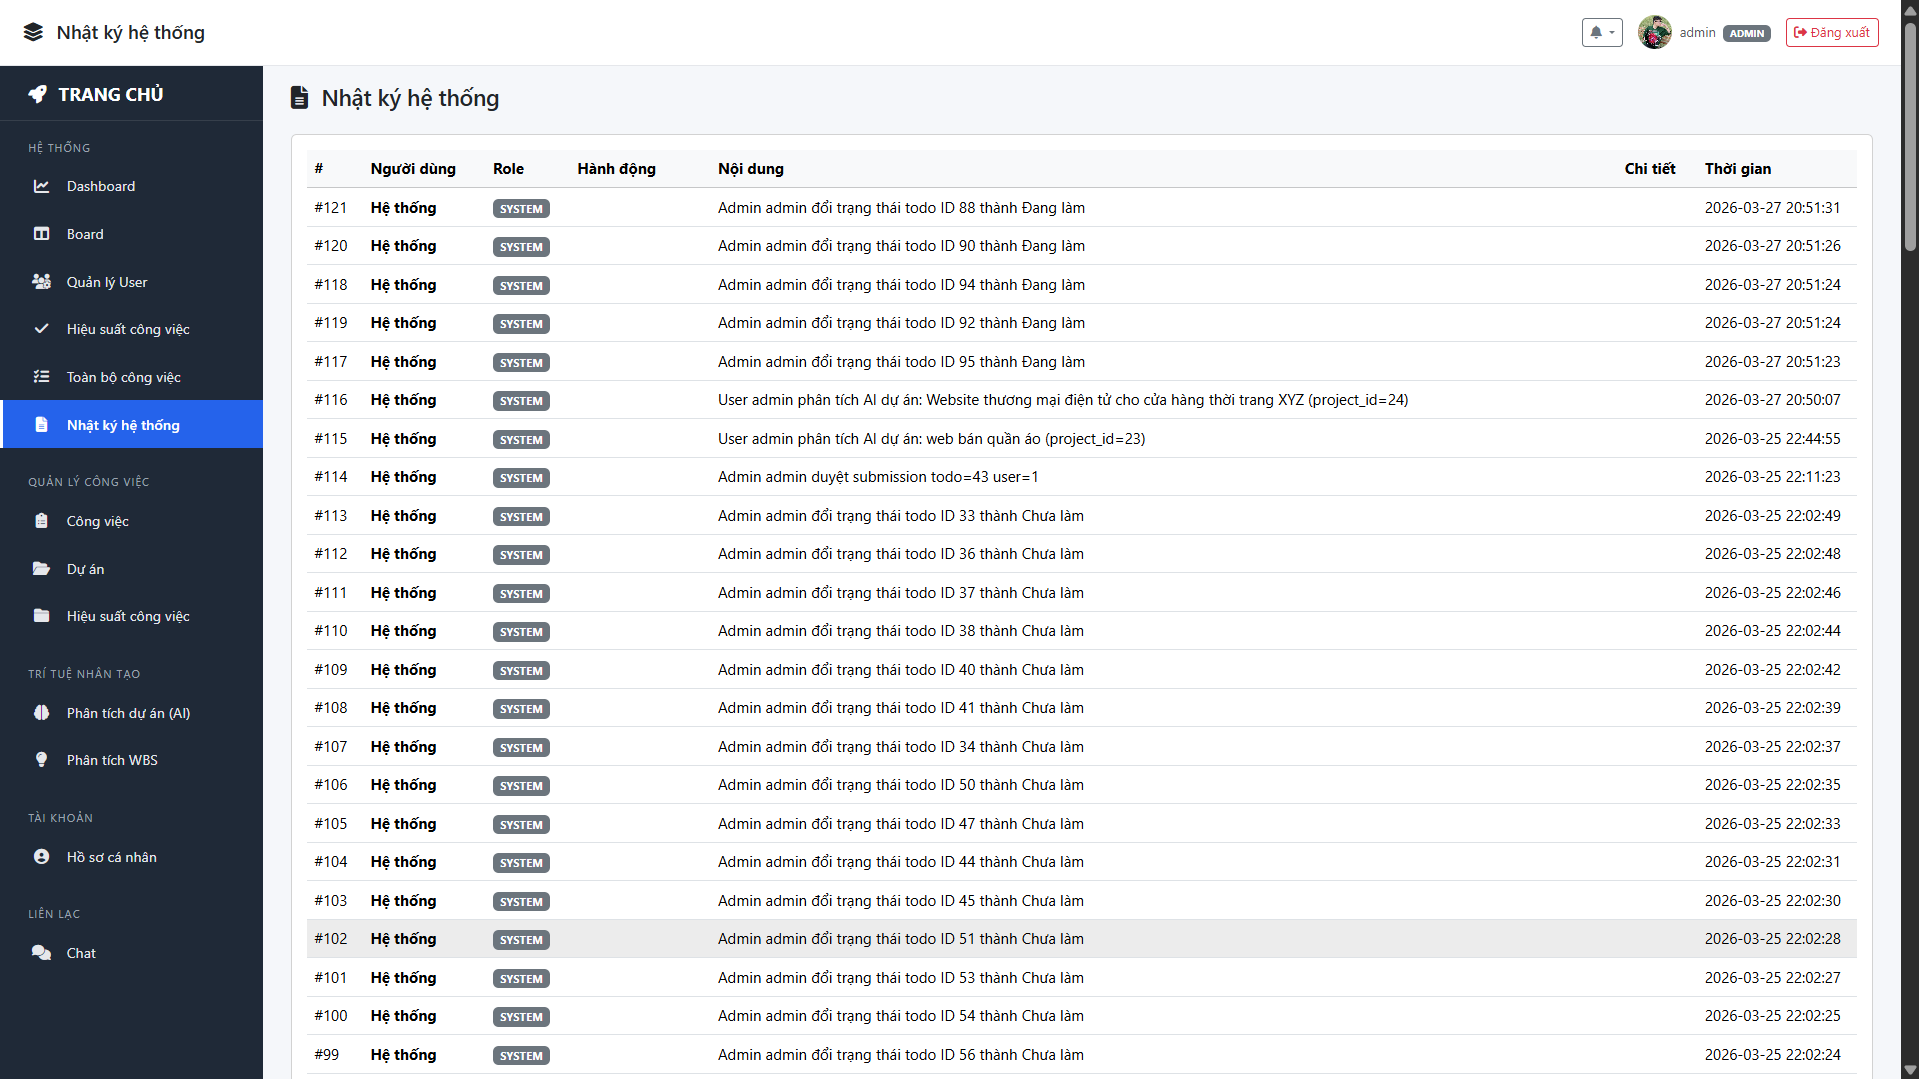 Nhật ký hệ thống
admin ADMIN Đăng xuất
TRANG CHỦ
HỆ THỐNG
Dashboard
Board
Quản lý User
Hiệu suất công việc
Toàn bộ công việc
Nhật ký hệ thống
QUẢN LÝ CÔNG VIỆC
Công việc
Dự án
Hiệu suất công việc
TRÍ TUỆ NHÂN TẠO
Phân tích dự án (AI)
Phân tích WBS
TÀI KHOẢN
Hồ sơ cá nhân
LIÊN LẠC
Chat
Nhật ký hệ thống
# Người dùng Role Hành động Nội dung Chi tiết Thời gian
#121 Hệ thống SYSTEM Admin admin đổi trạng thái todo ID 88 thành Đang làm 2026-03-27 20:51:31
#120 Hệ thống SYSTEM Admin admin đổi trạng thái todo ID 90 thành Đang làm 2026-03-27 20:51:26
#118 Hệ thống SYSTEM Admin admin đổi trạng thái todo ID 94 thành Đang làm 2026-03-27 20:51:24
#119 Hệ thống SYSTEM Admin admin đổi trạng thái todo ID 92 thành Đang làm 2026-03-27 20:51:24
#117 Hệ thống SYSTEM Admin admin đổi trạng thái todo ID 95 thành Đang làm 2026-03-27 20:51:23
#116 Hệ thống SYSTEM User admin phân tích AI dự án: Website thương mại điện tử cho cửa hàng thời trang XYZ (project_id=24) 2026-03-27 20:50:07
#115 Hệ thống SYSTEM User admin phân tích AI dự án: web bán quần áo (project_id=23) 2026-03-25 22:44:55
#114 Hệ thống SYSTEM Admin admin duyệt submission todo=43 user=1 2026-03-25 22:11:23
#113 Hệ thống SYSTEM Admin admin đổi trạng thái todo ID 33 thành Chưa làm 2026-03-25 22:02:49
#112 Hệ thống SYSTEM Admin admin đổi trạng thái todo ID 36 thành Chưa làm 2026-03-25 22:02:48
#111 Hệ thống SYSTEM Admin admin đổi trạng thái todo ID 37 thành Chưa làm 2026-03-25 22:02:46
#110 Hệ thống SYSTEM Admin admin đổi trạng thái todo ID 38 thành Chưa làm 2026-03-25 22:02:44
#109 Hệ thống SYSTEM Admin admin đổi trạng thái todo ID 40 thành Chưa làm 2026-03-25 22:02:42
#108 Hệ thống SYSTEM Admin admin đổi trạng thái todo ID 41 thành Chưa làm 2026-03-25 22:02:39
#107 Hệ thống SYSTEM Admin admin đổi trạng thái todo ID 34 thành Chưa làm 2026-03-25 22:02:37
#106 Hệ thống SYSTEM Admin admin đổi trạng thái todo ID 50 thành Chưa làm 2026-03-25 22:02:35
#105 Hệ thống SYSTEM Admin admin đổi trạng thái todo ID 47 thành Chưa làm 2026-03-25 22:02:33
#104 Hệ thống SYSTEM Admin admin đổi trạng thái todo ID 44 thành Chưa làm 2026-03-25 22:02:31
#103 Hệ thống SYSTEM Admin admin đổi trạng thái todo ID 45 thành Chưa làm 2026-03-25 22:02:30
#102 Hệ thống SYSTEM Admin admin đổi trạng thái todo ID 51 thành Chưa làm 2026-03-25 22:02:28
#101 Hệ thống SYSTEM Admin admin đổi trạng thái todo ID 53 thành Chưa làm 2026-03-25 22:02:27
#100 Hệ thống SYSTEM Admin admin đổi trạng thái todo ID 54 thành Chưa làm 2026-03-25 22:02:25
#99 Hệ thống SYSTEM Admin admin đổi trạng thái todo ID 56 thành Chưa làm 2026-03-25 22:02:24